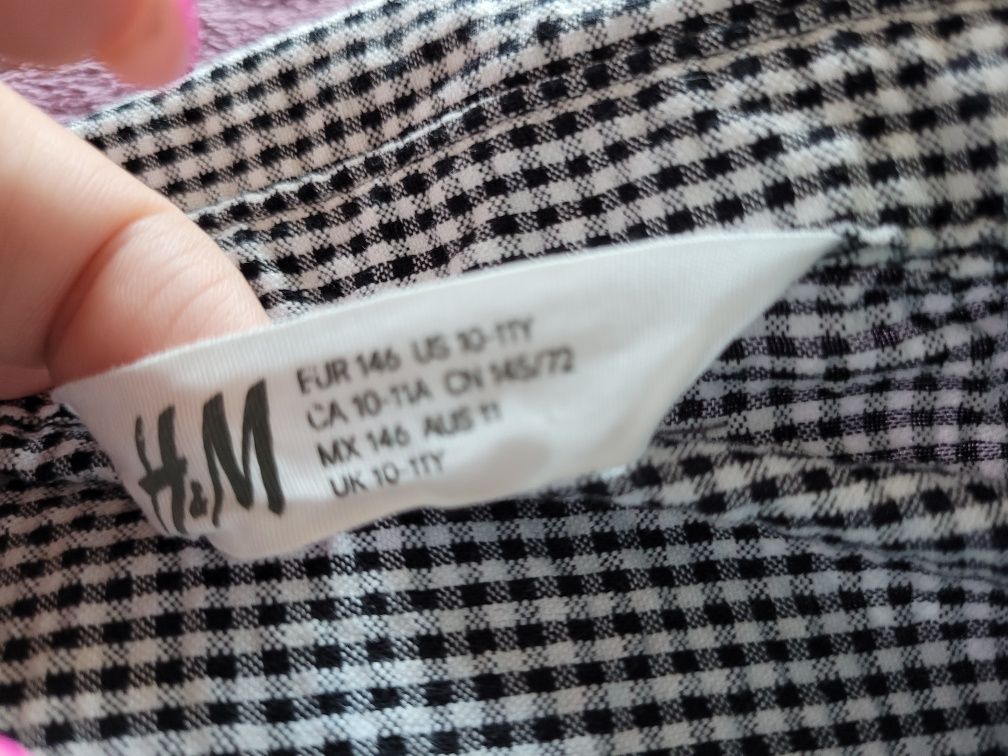 H&M
EUR 146 US 10-11Y
CA 10-11A CN 145/72
MX 146 AUS 11
UK 10-11Y